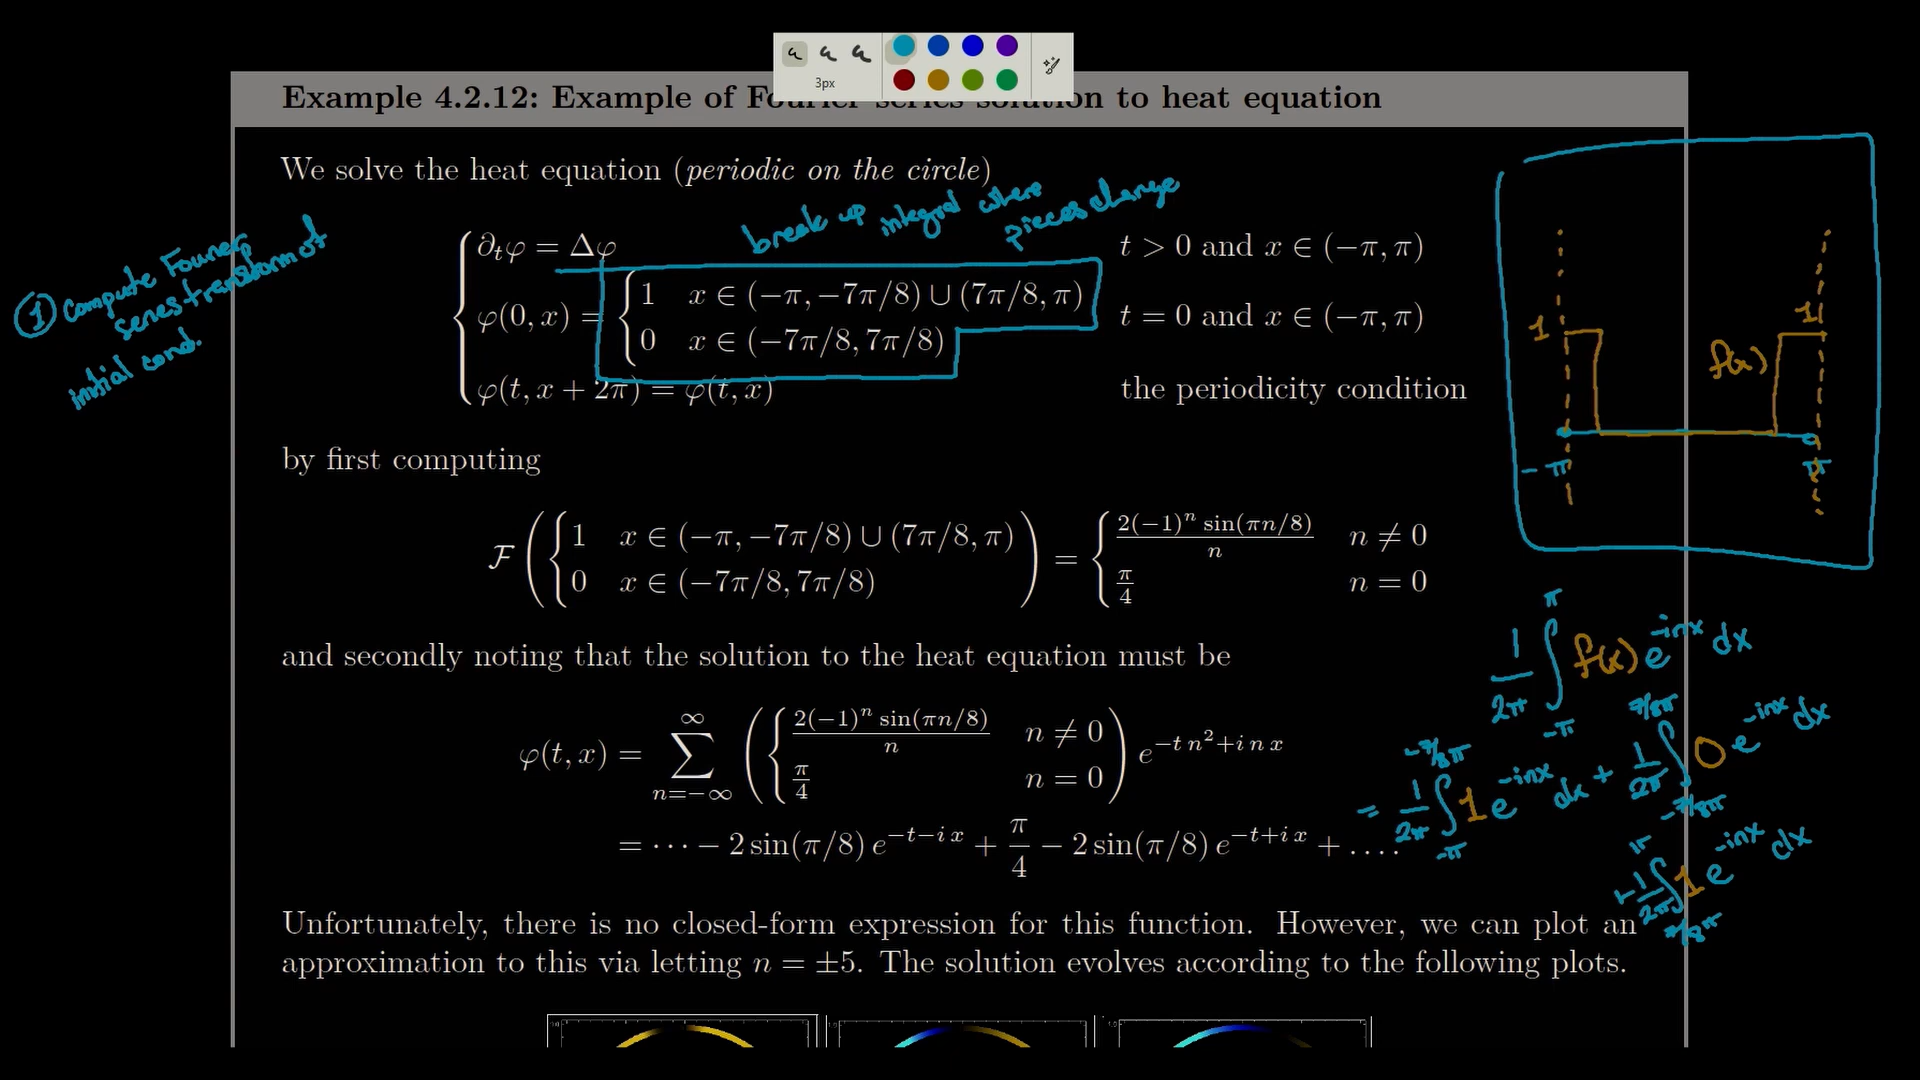 3px
Example 4.2.12: Example of Fourier series solution to heat equation
We solve the heat equation (periodic on the circle)
break up integral where pieces change
① Compute Fourier
series transform of
initial cond.
∂ₜφ = Δφ    t > 0 and x ∈ (−π, π)
φ(0, x) = { 1  x ∈ (−π, −7π/8) ∪ (7π/8, π)
0  x ∈ (−7π/8, 7π/8)    t = 0 and x ∈ (−π, π)
φ(t, x + 2π) = φ(t, x)    the periodicity condition
1 f(x) 1
-π π
by first computing
F ( { 1  x ∈ (−π, −7π/8) ∪ (7π/8, π)
0  x ∈ (−7π/8, 7π/8) ) = { 2(−1)ⁿ sin(πn/8)/n  n ≠ 0
π/4  n = 0
and secondly noting that the solution to the heat equation must be
φ(t, x) = ∑_{n=−∞}^{∞} ( { 2(−1)ⁿ sin(πn/8)/n  n ≠ 0
π/4  n = 0 ) e^{−t n²+i n x}
= ··· − 2 sin(π/8) e^{−t−i x} + π/4 − 2 sin(π/8) e^{−t+i x} + ....
1/2π ∫_{-π}^{π} f(x) e^{-inx} dx
= 1/2π ∫_{-π}^{-7/8π} 1 e^{-inx} dx + 1/2π ∫_{-7/8π}^{7/8π} 0 e^{-inx} dx
+ 1/2π ∫_{7/8π}^{π} 1 e^{-inx} dx
Unfortunately, there is no closed-form expression for this function. However, we can plot an
approximation to this via letting n = ±5. The solution evolves according to the following plots.